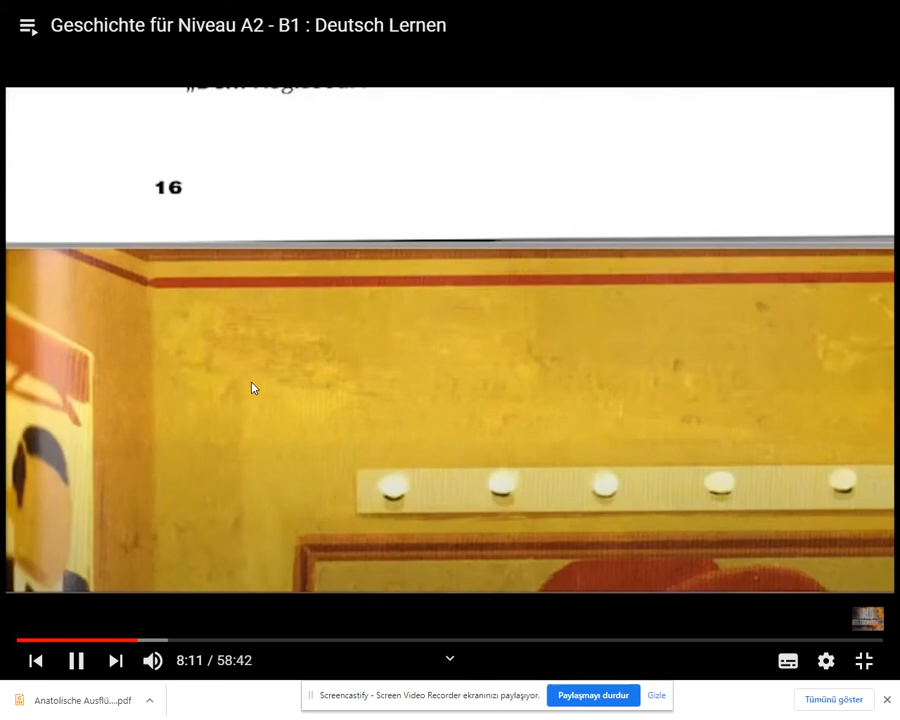 Geschichte für Niveau A2 - B1 : Deutsch Lernen
16
8:11 / 58:42
Anatolische Ausflü....pdf
Screencastify - Screen Video Recorder ekranınızı paylaşıyor.
Paylaşmayı durdur
Gizle
Tümünü göster